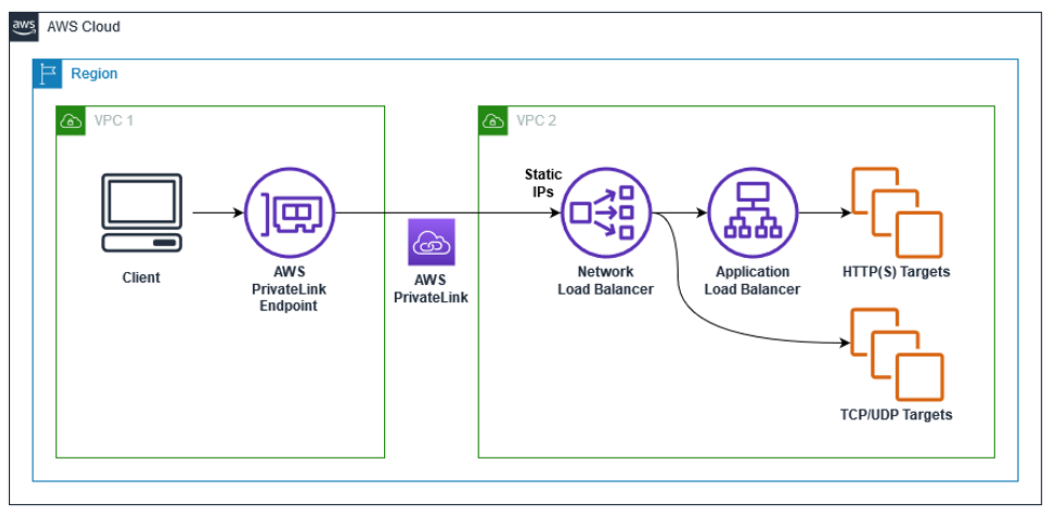 aws
AWS Cloud
Region
VPC 1
VPC 2
Static
IPs
Client
AWS
PrivateLink
Endpoint
AWS
PrivateLink
Network
Load Balancer
Application
Load Balancer
HTTP(S) Targets
TCP/UDP Targets